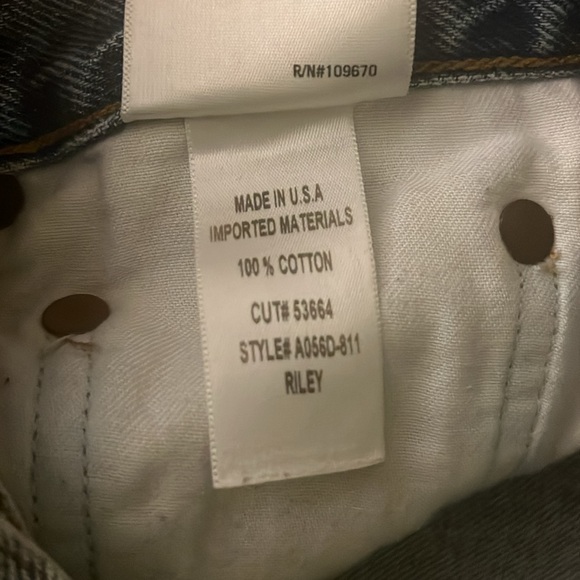 R/N#109670
MADE IN U.S.A
IMPORTED MATERIALS
100 % COTTON
CUT# 53664
STYLE# A056D-811
RILEY